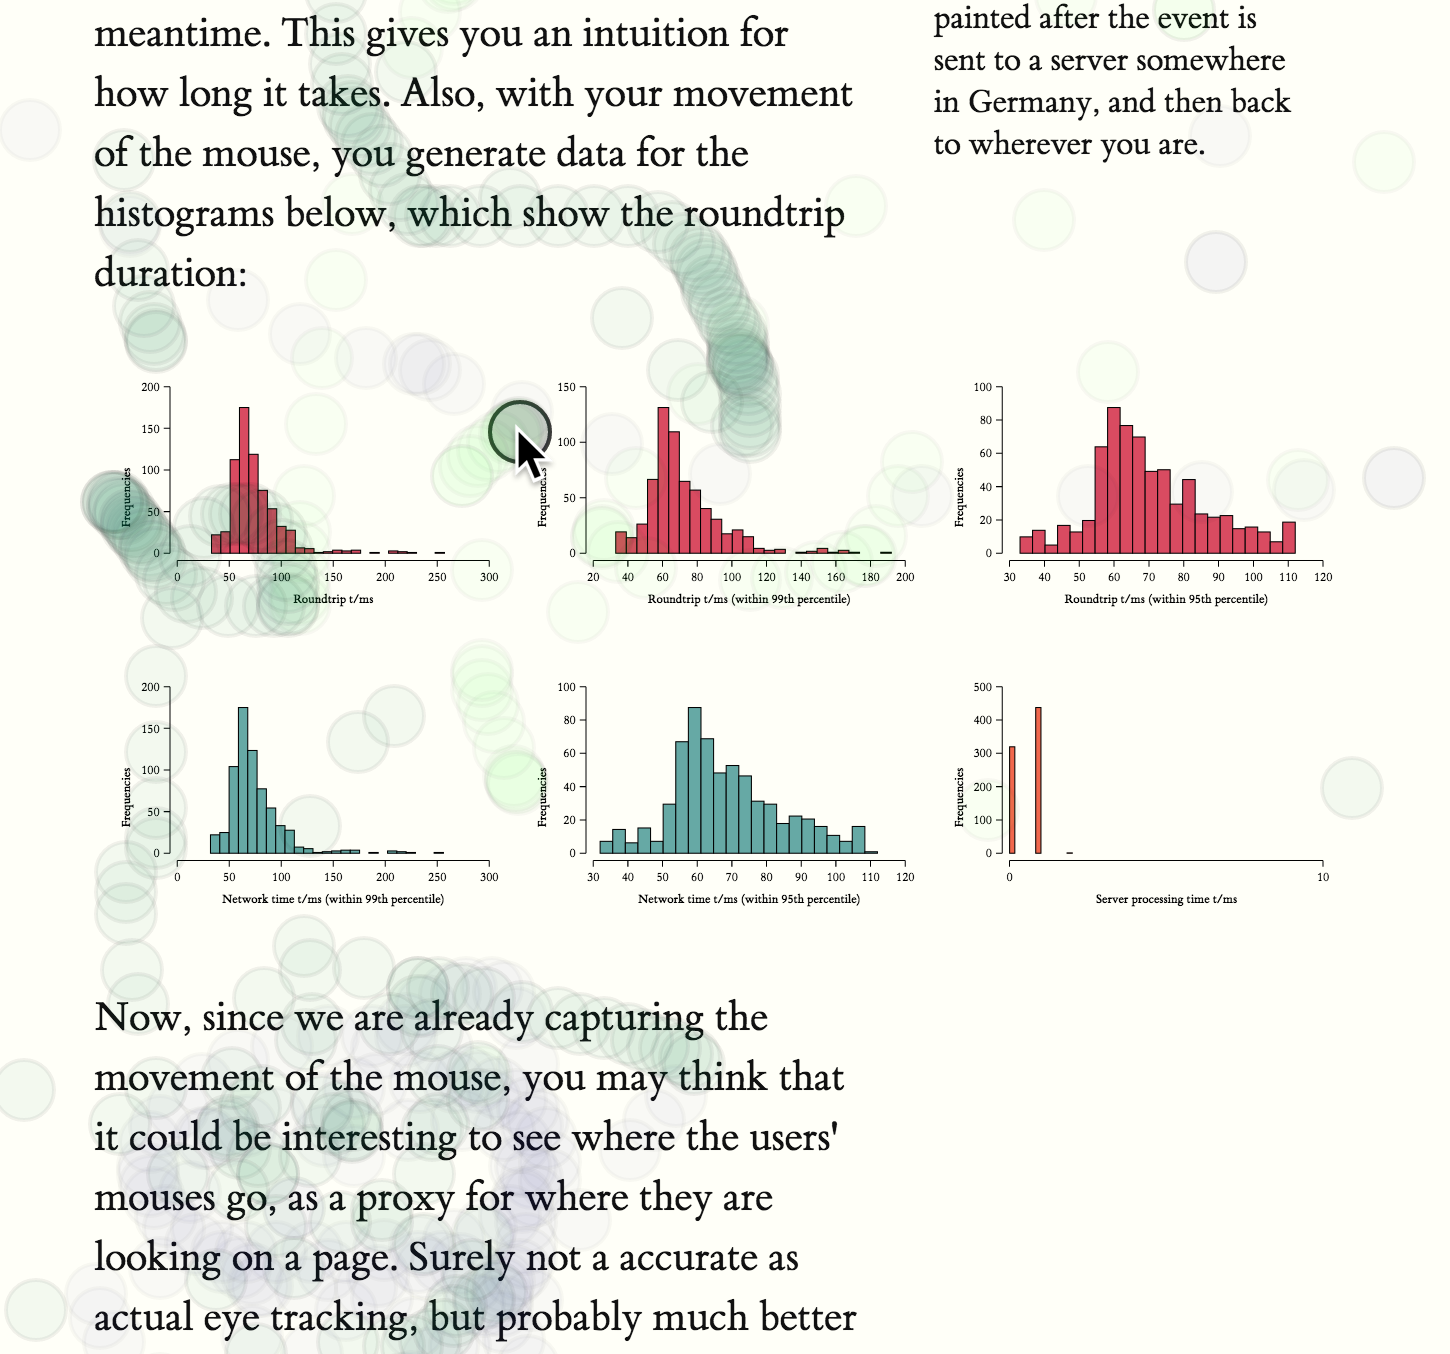 meantime. This gives you an intuition for
how long it takes. Also, with your movement
of the mouse, you generate data for the
histograms below, which show the roundtrip
duration:
painted after the event is
sent to a server somewhere
in Germany, and then back
to wherever you are.
200
150
100
50
0
Frequencies
0 50 100 150 200 250 300
Roundtrip t/ms
150
100
50
0
Frequencies
20 40 60 80 100 120 140 160 180 200
Roundtrip t/ms (within 99th percentile)
100
80
60
40
20
0
Frequencies
30 40 50 60 70 80 90 100 110 120
Roundtrip t/ms (within 95th percentile)
200
150
100
50
0
Frequencies
0 50 100 150 200 250 300
Network time t/ms (within 99th percentile)
100
80
60
40
20
0
Frequencies
30 40 50 60 70 80 90 100 110 120
Network time t/ms (within 95th percentile)
500
400
300
200
100
0
Frequencies
0 10
Server processing time t/ms
Now, since we are already capturing the
movement of the mouse, you may think that
it could be interesting to see where the users'
mouses go, as a proxy for where they are
looking on a page. Surely not a accurate as
actual eye tracking, but probably much better